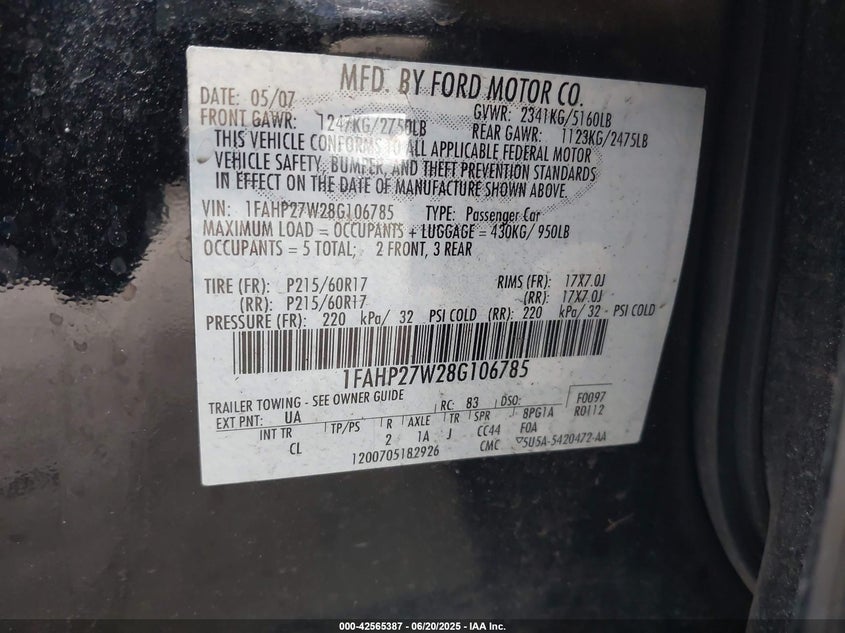 MFD. BY FORD MOTOR CO.
DATE: 05/07 GVWR: 2341KG/5160LB
FRONT GAWR: 1247KG/2750LB REAR GAWR: 1123KG/2475LB
THIS VEHICLE CONFORMS TO ALL APPLICABLE FEDERAL MOTOR
VEHICLE SAFETY, BUMPER, AND THEFT PREVENTION STANDARDS
IN EFFECT ON THE DATE OF MANUFACTURE SHOWN ABOVE.
VIN: 1FAHP27W28G106785 TYPE: Passenger Car
MAXIMUM LOAD = OCCUPANTS + LUGGAGE = 430KG/ 950LB
OCCUPANTS = 5 TOTAL; 2 FRONT, 3 REAR
TIRE (FR): P215/60R17 RIMS (FR): 17X7.0J
(RR): P215/60R17 (RR): 17X7.0J
PRESSURE (FR): 220 kPa/ 32 PSI COLD (RR): 220 kPa/ 32 PSI COLD
1FAHP27W28G106785
TRAILER TOWING - SEE OWNER GUIDE RC: 83 DSO: F0097
EXT PNT: UA R0112
INT TR TP/PS R AXLE TR SPR 8PG1A
CL 2 1A J CC44 F0A
1200705182926 CMC 5U5A-5420472-AA
000-42565387 - 06/20/2025 - IAA Inc.